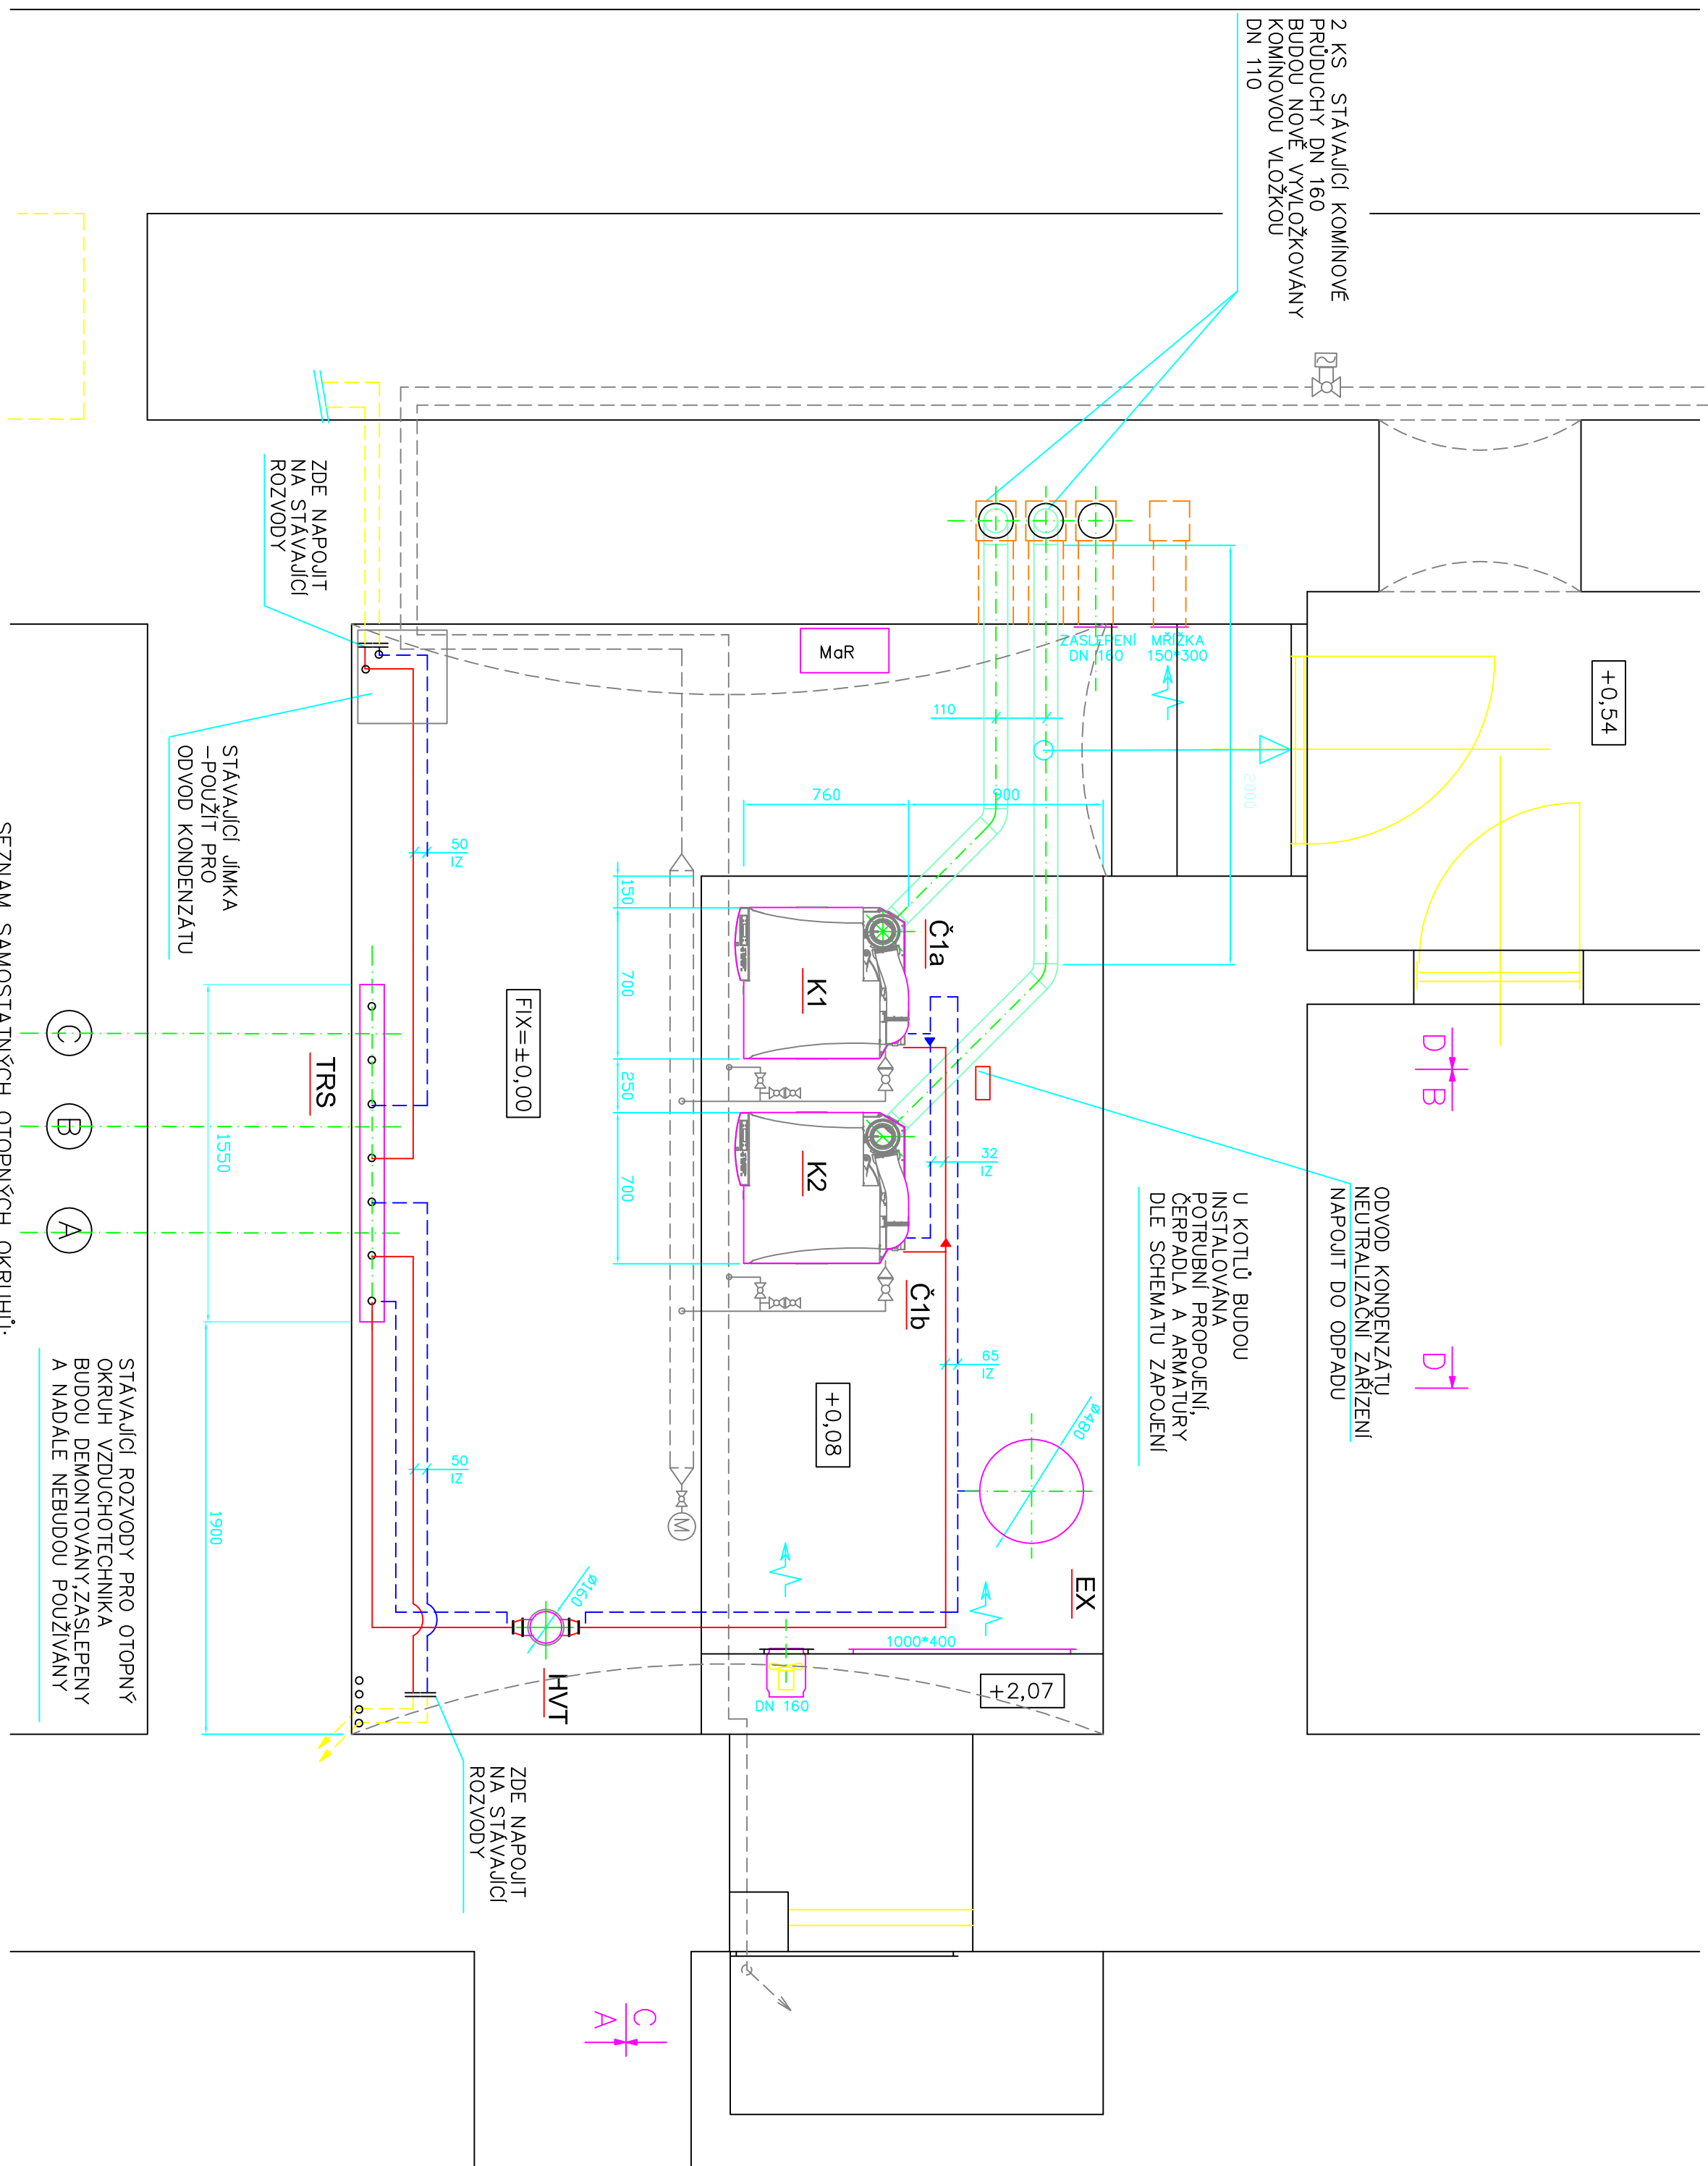 2 KS STÁVAJÍCÍ KOMÍNOVÉ
PRŮDUCHY DN 160
BUDOU NOVĚ VYVLOŽKOVÁNY
KOMÍNOVOU VLOŽKOU
DN 110
+0,54
ZASLEPENÍ
DN 160
MŘÍŽKA
150*300
MaR
110
2000
760
900
ZDE NAPOJIT
NA STÁVAJÍCÍ
ROZVODY
STÁVAJÍCÍ JÍMKA
–POUŽÍT PRO
ODVOD KONDENZÁTU
50
IZ
150
700
250
700
Č1a
K1
K2
Č1b
FIX=±0,00
TRS
32
IZ
65
IZ
D
B
D
ODVOD KONDENZÁTU
NEUTRALIZAČNÍ ZAŘÍZENÍ
NAPOJIT DO ODPADU
U KOTLŮ BUDOU
INSTALOVÁNA
POTRUBNÍ PROPOJENÍ,
ČERPADLA A ARMATURY
DLE SCHEMATU ZAPOJENÍ
ø480
+0,08
EX
50
IZ
M
ø160
HVT
1000*400
+2,07
DN 160
1550
1900
C
B
A
SEZNAM SAMOSTATNÝCH OTOPNÝCH OKRUHŮ:
STÁVAJÍCÍ ROZVODY PRO OTOPNÝ
OKRUH VZDUCHOTECHNIKA
BUDOU DEMONTOVÁNY,ZASLEPENY
A NADÁLE NEBUDOU POUŽÍVÁNY
ZDE NAPOJIT
NA STÁVAJÍCÍ
ROZVODY
C
A